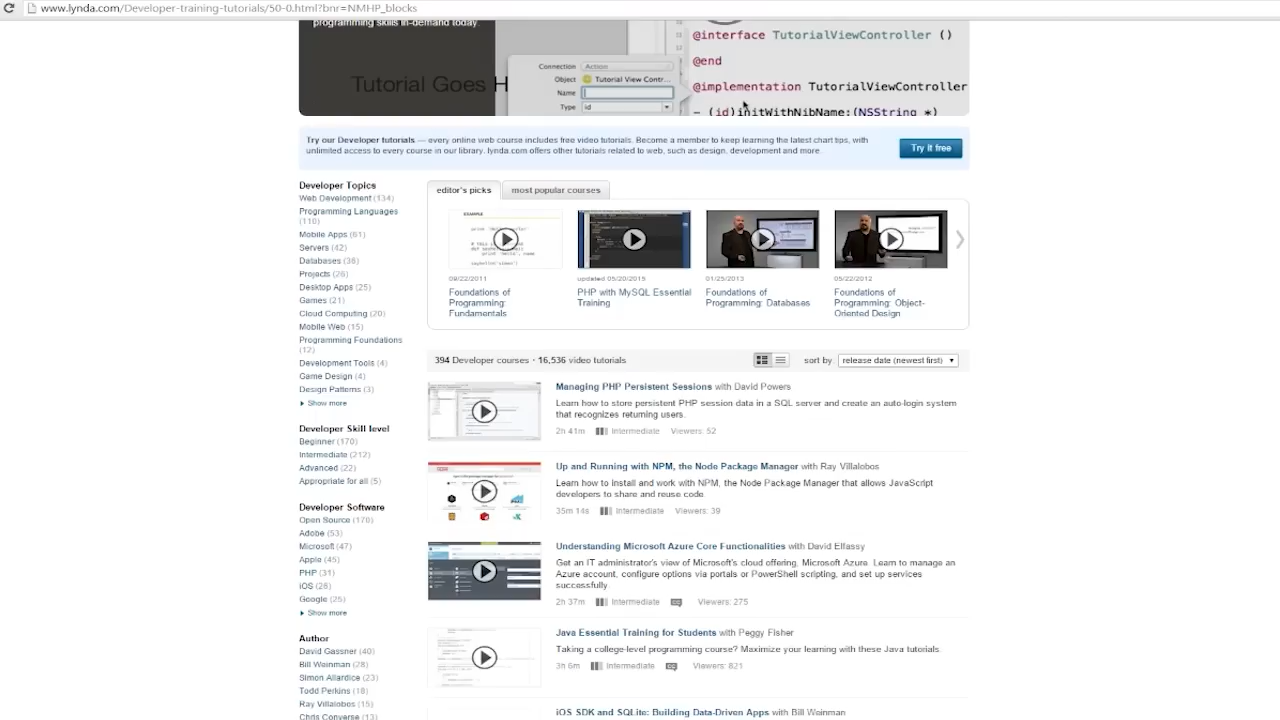 www.lynda.com/Developer-training-tutorials/50-0.html?bnr=NMHP_blocks
programming skills in-demand today.
Tutorial Goes H
Connection Action
Object Tutorial View Contr...
Name
Type id
11
12
@interface TutorialViewController ()
@end
@implementation TutorialViewController
- (id)initWithNibName:(NSString *)
Try our Developer tutorials — every online web course includes free video tutorials. Become a member to keep learning the latest chart tips, with
unlimited access to every course in our library. lynda.com offers other tutorials related to web, such as design, development and more.
Try it free
Developer Topics
Web Development (134)
Programming Languages
(110)
Mobile Apps (61)
Servers (42)
Databases (36)
Projects (26)
Desktop Apps (25)
Games (21)
Cloud Computing (20)
Mobile Web (15)
Programming Foundations
(12)
Development Tools (4)
Game Design (4)
Design Patterns (3)
Show more
Developer Skill level
Beginner (170)
Intermediate (212)
Advanced (22)
Appropriate for all (5)
Developer Software
Open Source (170)
Adobe (53)
Microsoft (47)
Apple (45)
PHP (31)
iOS (28)
Google (25)
Show more
Author
David Gassner (40)
Bill Weinman (28)
Simon Allardice (23)
Todd Perkins (18)
Ray Villalobos (15)
Chris Converse (13)
editor's picks
most popular courses
EXAMPLE
09/22/2011
Foundations of
Programming:
Fundamentals
updated 05/20/2015
PHP with MySQL Essential
Training
01/25/2013
Foundations of
Programming: Databases
05/22/2012
Foundations of
Programming: Object-
Oriented Design
394 Developer courses · 16,536 video tutorials
sort by release date (newest first)
Managing PHP Persistent Sessions with David Powers
Learn how to store persistent PHP session data in a SQL server and create an auto-login system
that recognizes returning users.
2h 41m Intermediate Viewers: 52
Up and Running with NPM, the Node Package Manager with Ray Villalobos
Learn how to install and work with NPM, the Node Package Manager that allows JavaScript
developers to share and reuse code.
35m 14s Intermediate Viewers: 39
Understanding Microsoft Azure Core Functionalities with David Elfassy
Get an IT administrator's view of Microsoft's cloud offering, Microsoft Azure. Learn to manage an
Azure account, configure options via portals or PowerShell scripting, and set up services
successfully.
2h 37m Intermediate CC Viewers: 275
Java Essential Training for Students with Peggy Fisher
Taking a college-level programming course? Maximize your learning with these Java tutorials.
3h 6m Intermediate CC Viewers: 821
iOS SDK and SQLite: Building Data-Driven Apps with Bill Weinman